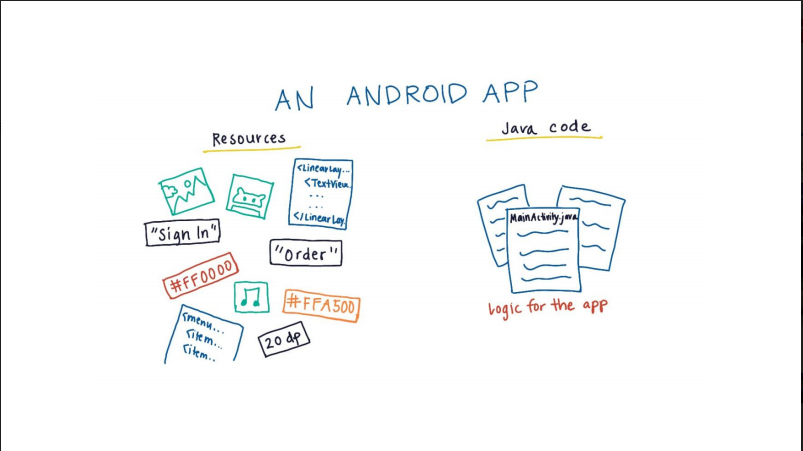 AN ANDROID APP
Resources
<LinearLay...
<TextView
...
...
</LinearLay.
"Sign In"
"Order"
#FF0000
#FFA500
<menu...
<item...
<item..
20 dp
Java code
MainActivity.java
Logic for the app